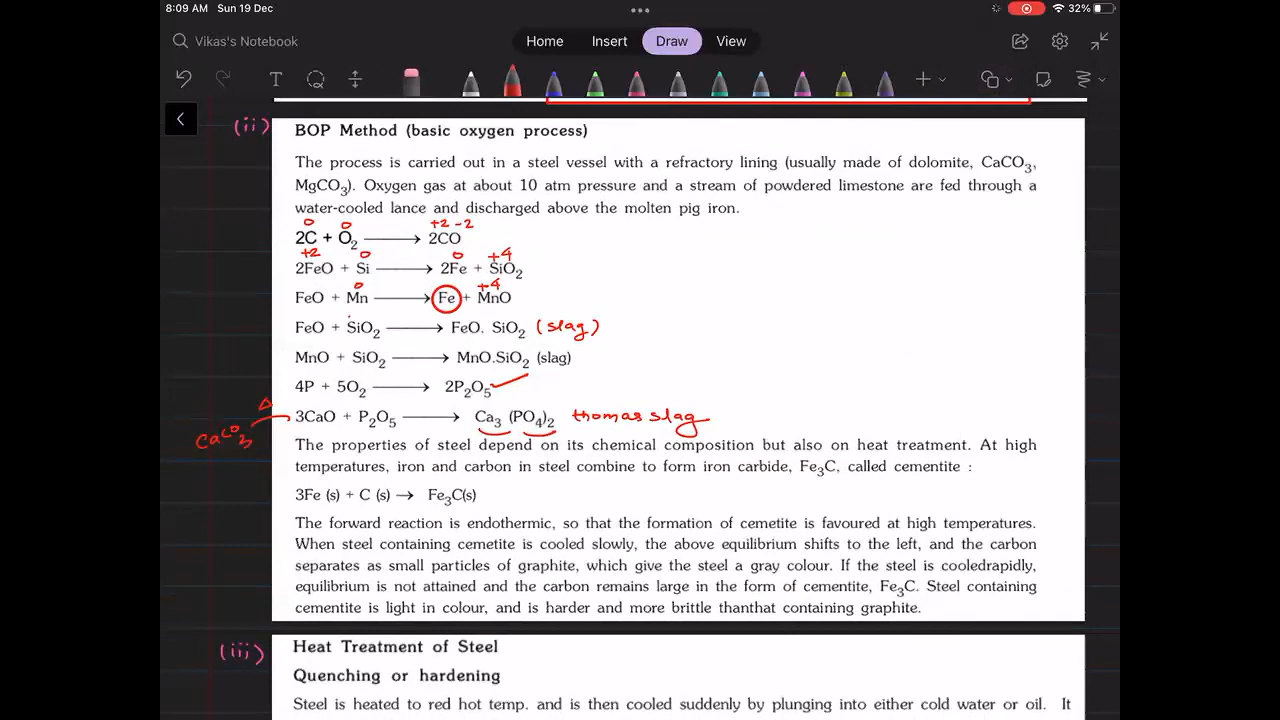 8:09 AM Sun 19 Dec
32%
Vikas's Notebook
Home Insert Draw View
(ii)
BOP Method (basic oxygen process)
The process is carried out in a steel vessel with a refractory lining (usually made of dolomite, CaCO₃,
MgCO₃). Oxygen gas at about 10 atm pressure and a stream of powdered limestone are fed through a
water-cooled lance and discharged above the molten pig iron.
0 0 +2 -2
2C + O₂ ⟶ 2CO
+2 0 0 +4
2FeO + Si ⟶ 2Fe + SiO₂
0 +4
FeO + Mn ⟶ Fe + MnO
FeO + SiO₂ ⟶ FeO. SiO₂ (slag)
MnO + SiO₂ ⟶ MnO.SiO₂ (slag)
4P + 5O₂ ⟶ 2P₂O₅
Δ
3CaO + P₂O₅ ⟶ Ca₃ (PO₄)₂ thomas slag
CaCO₃
The properties of steel depend on its chemical composition but also on heat treatment. At high
temperatures, iron and carbon in steel combine to form iron carbide, Fe₃C, called cementite :
3Fe (s) + C (s) → Fe₃C(s)
The forward reaction is endothermic, so that the formation of cemetite is favoured at high temperatures.
When steel containing cemetite is cooled slowly, the above equilibrium shifts to the left, and the carbon
separates as small particles of graphite, which give the steel a gray colour. If the steel is cooledrapidly,
equilibrium is not attained and the carbon remains large in the form of cementite, Fe₃C. Steel containing
cementite is light in colour, and is harder and more brittle thanthat containing graphite.
(iii)
Heat Treatment of Steel
Quenching or hardening
Steel is heated to red hot temp. and is then cooled suddenly by plunging into either cold water or oil. It